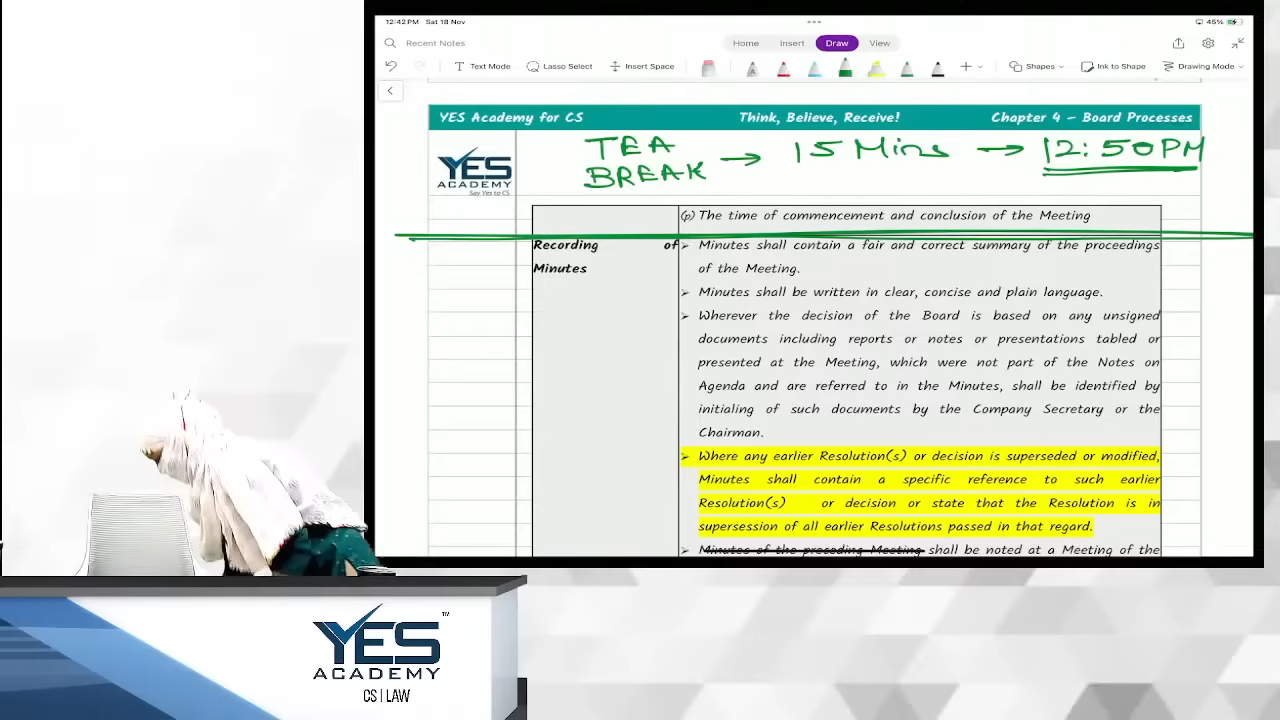 12:42 PM Sat 18 Nov
45%
Recent Notes
Home Insert Draw View
Text Mode Lasso Select Insert Space Shapes Ink to Shape Drawing Mode
YES Academy for CS Think, Believe, Receive! Chapter 4 – Board Processes
TEA BREAK → 15 Mins → 12:50PM
YES
ACADEMY
Say Yes to CS
(p) The time of commencement and conclusion of the Meeting
Recording of Minutes
➢ Minutes shall contain a fair and correct summary of the proceedings
of the Meeting.
➢ Minutes shall be written in clear, concise and plain language.
➢ Wherever the decision of the Board is based on any unsigned
documents including reports or notes or presentations tabled or
presented at the Meeting, which were not part of the Notes on
Agenda and are referred to in the Minutes, shall be identified by
initialing of such documents by the Company Secretary or the
Chairman.
➢ Where any earlier Resolution(s) or decision is superseded or modified,
Minutes shall contain a specific reference to such earlier
Resolution(s) or decision or state that the Resolution is in
supersession of all earlier Resolutions passed in that regard.
➢ Minutes of the preceding Meeting shall be noted at a Meeting of the
YES™
ACADEMY
CS | LAW